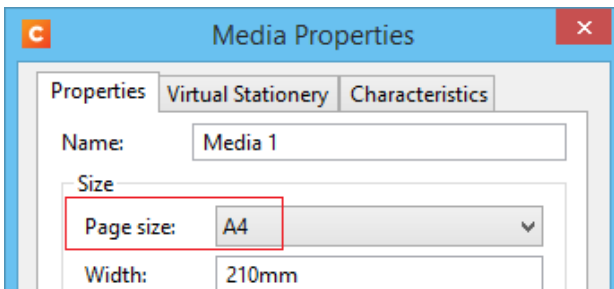 C Media Properties ×
Properties Virtual Stationery Characteristics
Name: Media 1
Size
Page size: A4
Width: 210mm